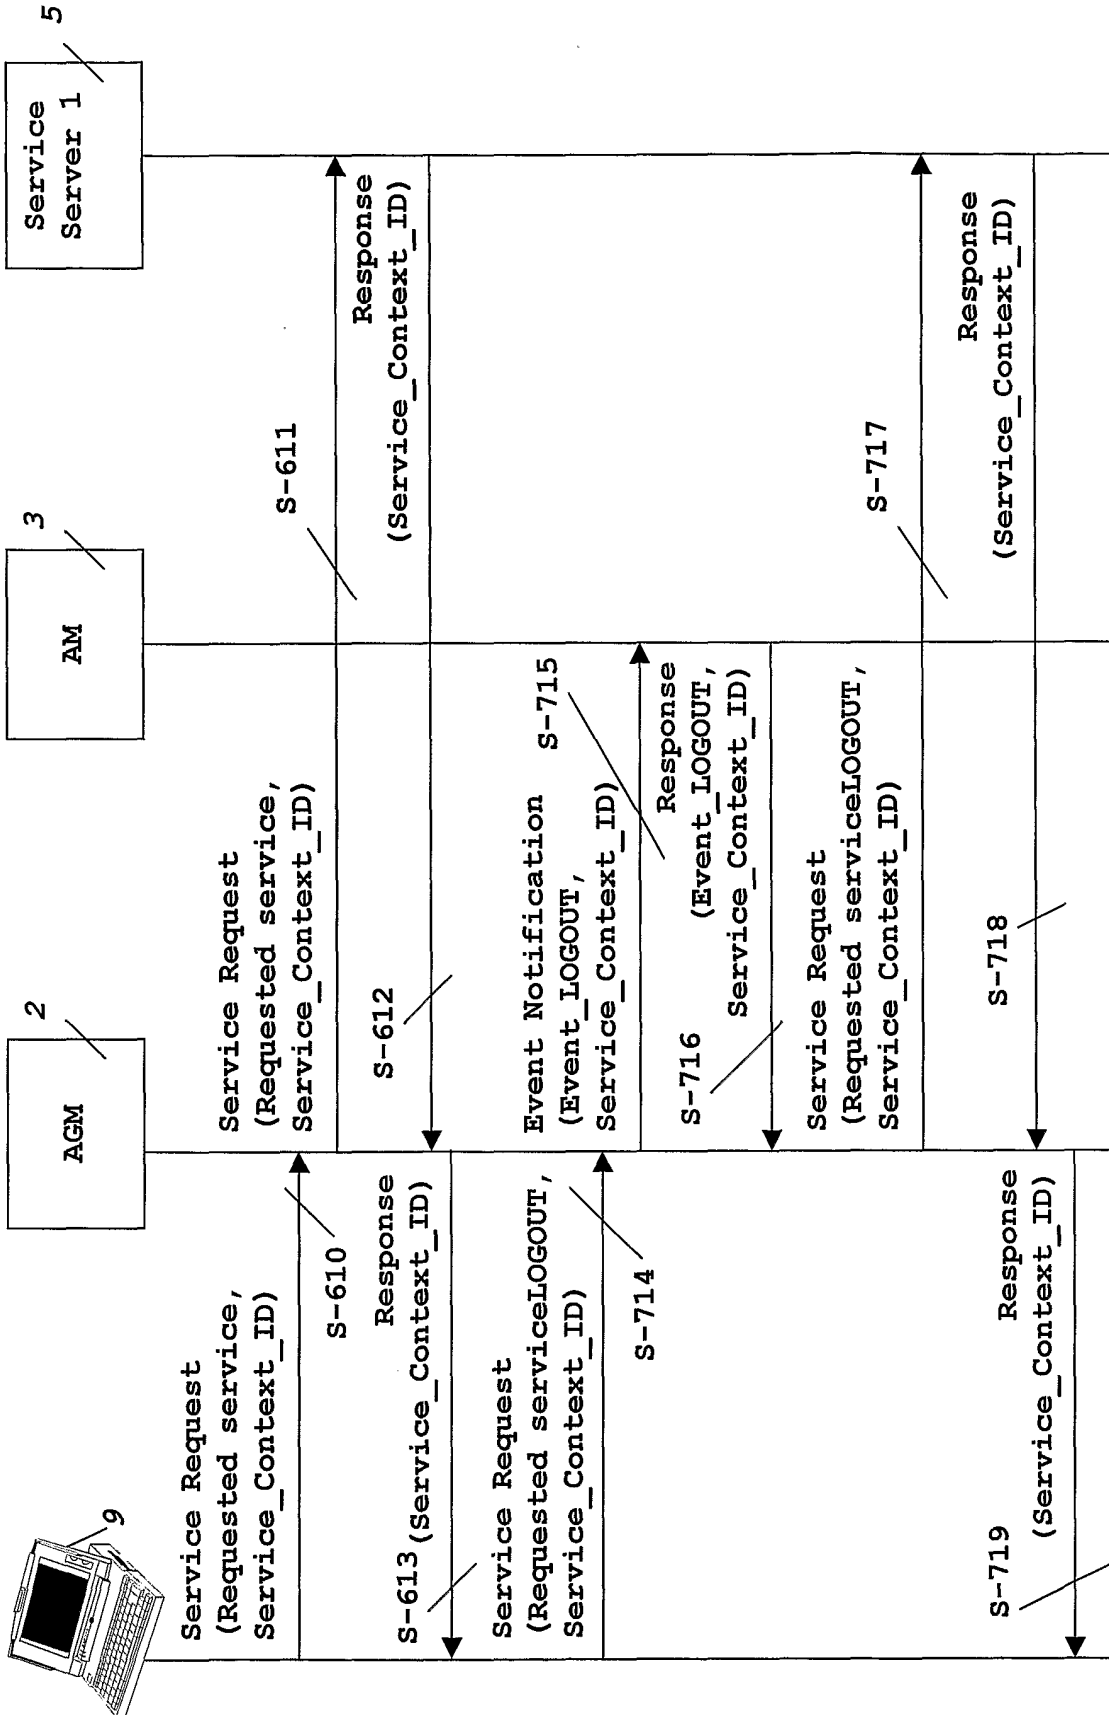 9
AGM
2
AM
3
Service
Server 1
5
Service Request
(Requested service,
Service_Context_ID)
S-610
Service Request
(Requested service,
Service_Context_ID)
S-611
Response
(Service_Context_ID)
S-612
Response
(Service_Context_ID)
S-613
Service Request
(Requested serviceLOGOUT,
Service_Context_ID)
S-714
Event Notification
(Event_LOGOUT,
Service_Context_ID)
S-715
Response
(Event_LOGOUT,
Service_Context_ID)
S-716
Service Request
(Requested serviceLOGOUT,
Service_Context_ID)
S-717
Response
(Service_Context_ID)
S-718
Response
(Service_Context_ID)
S-719